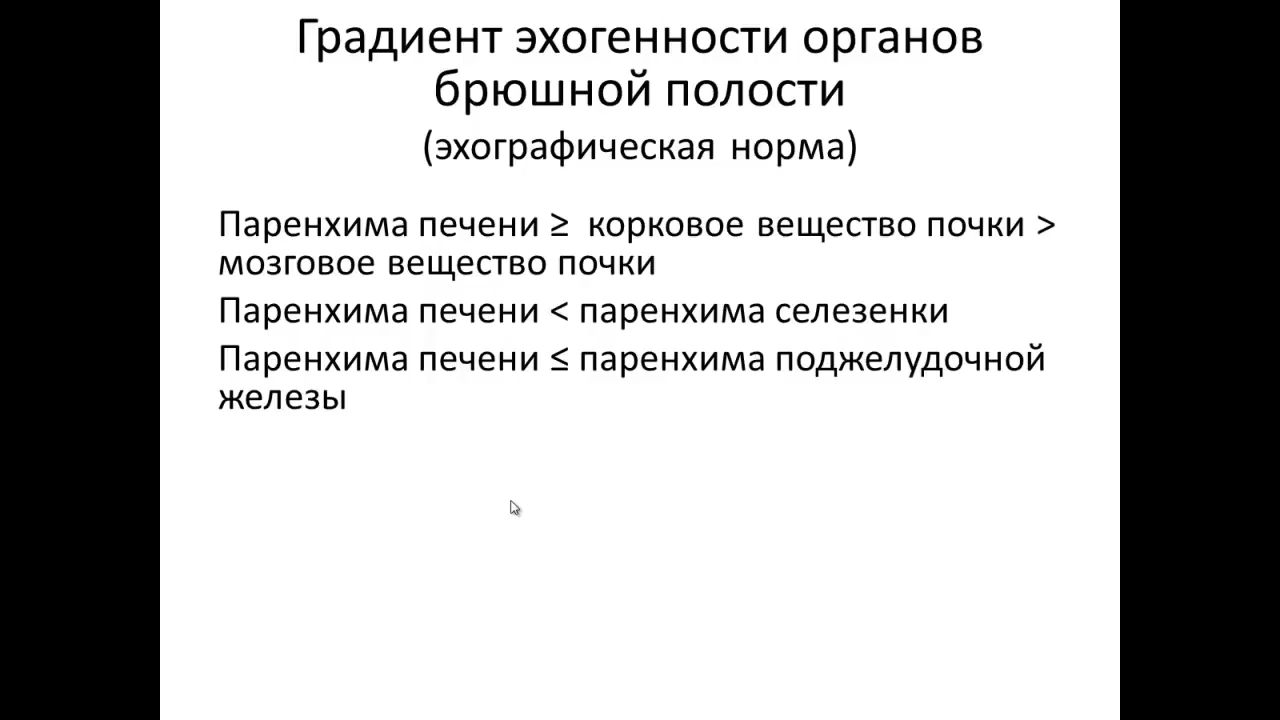 Градиент эхогенности органов
брюшной полости
(эхографическая норма)
Паренхима печени ≥ корковое вещество почки >
мозговое вещество почки
Паренхима печени < паренхима селезенки
Паренхима печени ≤ паренхима поджелудочной
железы